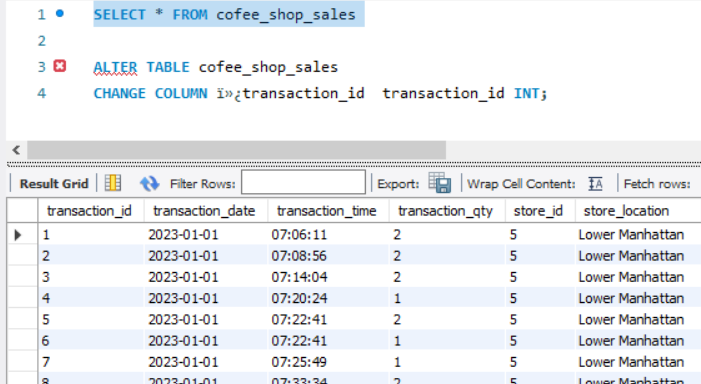 1 SELECT * FROM cofee_shop_sales
2
3 ALTER TABLE cofee_shop_sales
4 CHANGE COLUMN ï»¿transaction_id transaction_id INT;
Result Grid Filter Rows: Export: Wrap Cell Content: Fetch rows:
transaction_id transaction_date transaction_time transaction_qty store_id store_location
1 2023-01-01 07:06:11 2 5 Lower Manhattan
2 2023-01-01 07:08:56 2 5 Lower Manhattan
3 2023-01-01 07:14:04 2 5 Lower Manhattan
4 2023-01-01 07:20:24 1 5 Lower Manhattan
5 2023-01-01 07:22:41 2 5 Lower Manhattan
6 2023-01-01 07:22:41 1 5 Lower Manhattan
7 2023-01-01 07:25:49 1 5 Lower Manhattan
8 2023-01-01 07:33:34 2 5 Lower Manhattan